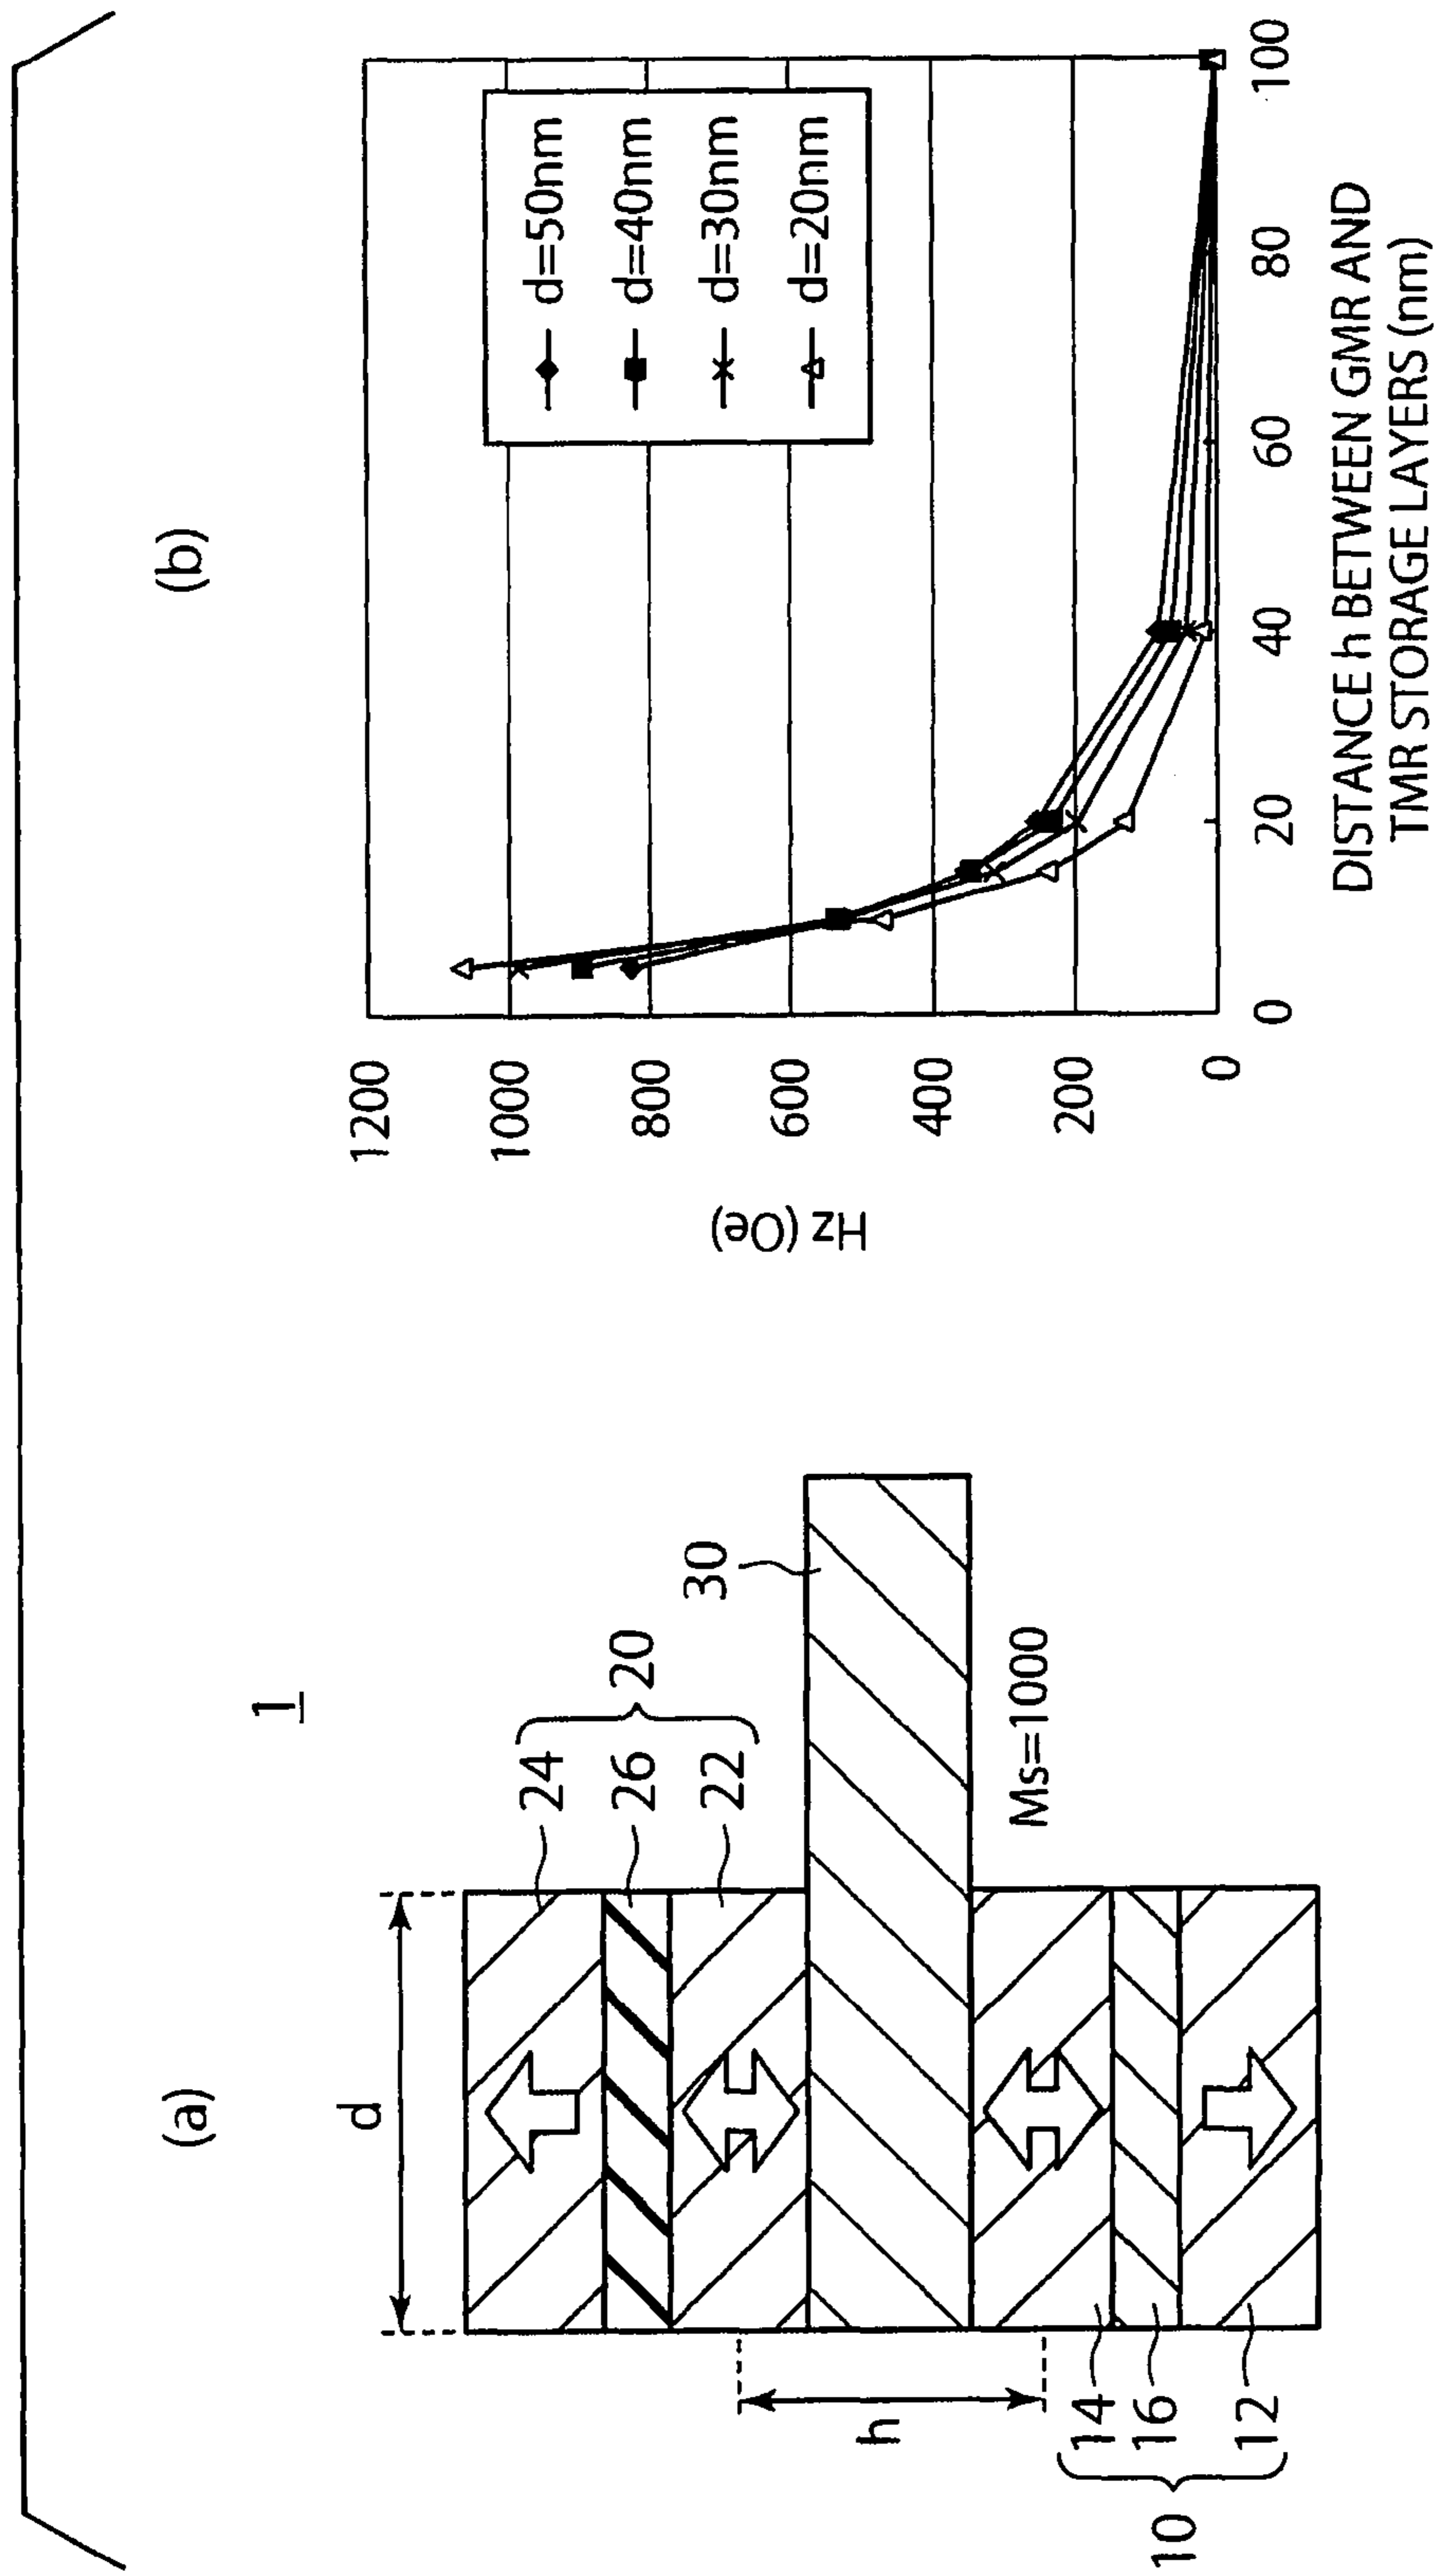 (a)
1
d
24
26
20
22
30
h
Ms=1000
14
16
12
10
(b)
Hz (Oe)
1200
1000
800
600
400
200
0
d=50nm
d=40nm
d=30nm
d=20nm
0
20
40
60
80
100
DISTANCE h BETWEEN GMR AND
TMR STORAGE LAYERS (nm)